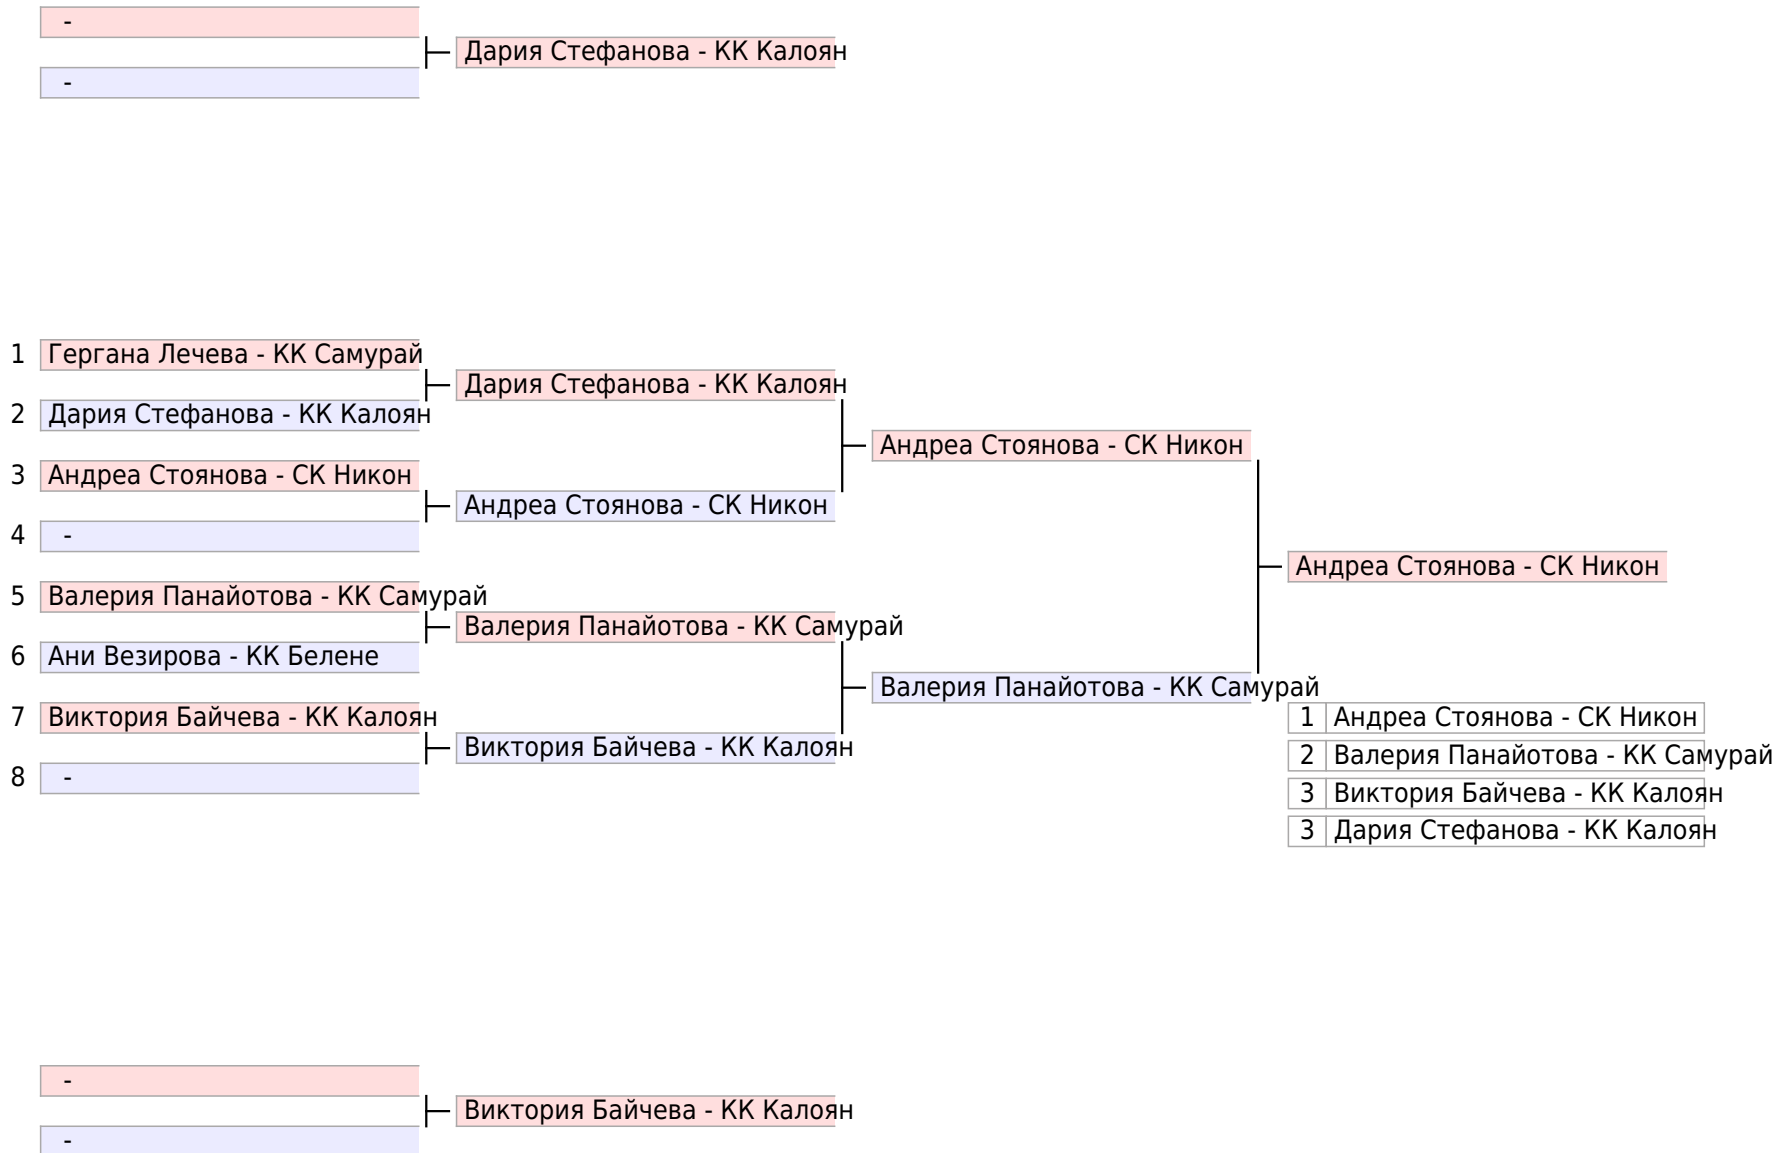 -
Дария Стефанова - КК Калоян
-
1 Гергана Лечева - КК Самурай
Дария Стефанова - КК Калоян
2 Дария Стефанова - КК Калоян
Андреа Стоянова - СК Никон
3 Андреа Стоянова - СК Никон
Андреа Стоянова - СК Никон
4 -
Андреа Стоянова - СК Никон
5 Валерия Панайотова - КК Самурай
Валерия Панайотова - КК Самурай
6 Ани Везирова - КК Белене
Валерия Панайотова - КК Самурай
7 Виктория Байчева - КК Калоян
1 Андреа Стоянова - СК Никон
Виктория Байчева - КК Калоян
2 Валерия Панайотова - КК Самурай
8 -
3 Виктория Байчева - КК Калоян
3 Дария Стефанова - КК Калоян
-
Виктория Байчева - КК Калоян
-